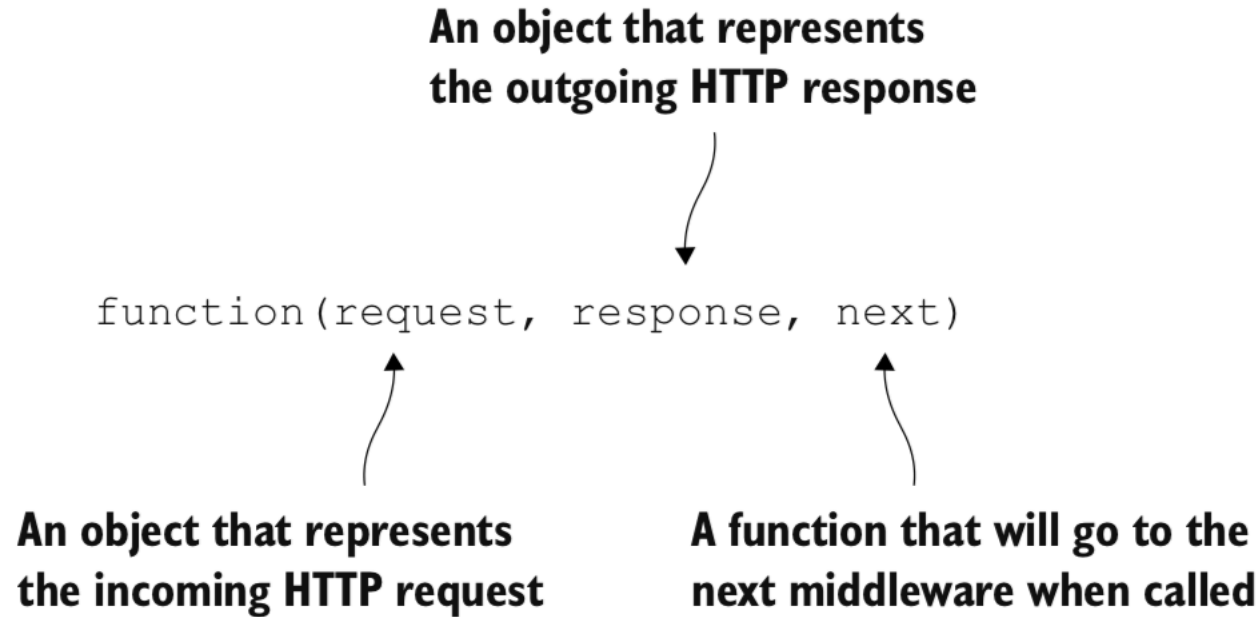 An object that represents
the outgoing HTTP response
function(request, response, next)
An object that represents
the incoming HTTP request
A function that will go to the
next middleware when called